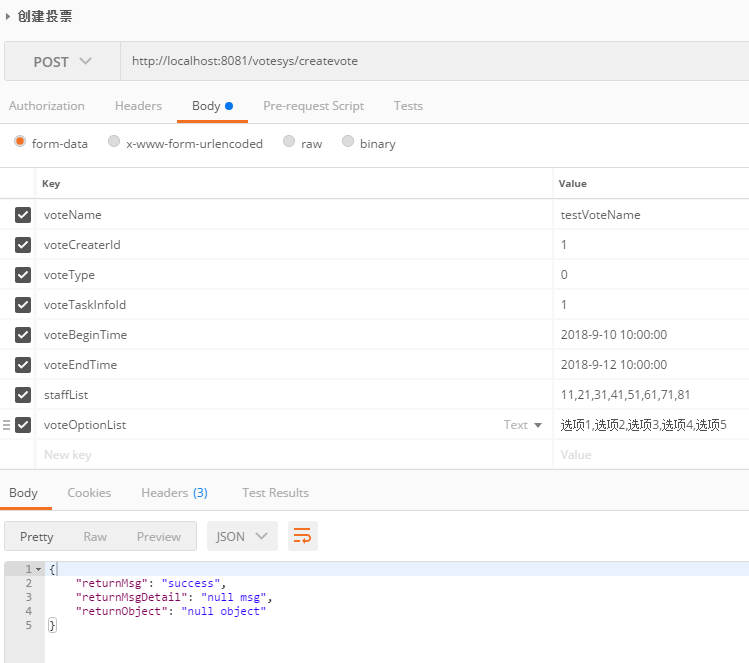 创建投票
POST http://localhost:8081/votesys/createvote
Authorization Headers Body Pre-request Script Tests
form-data x-www-form-urlencoded raw binary
Key Value
voteName testVoteName
voteCreaterId 1
voteType 0
voteTaskInfoId 1
voteBeginTime 2018-9-10 10:00:00
voteEndTime 2018-9-12 10:00:00
staffList 11,21,31,41,51,61,71,81
voteOptionList Text 选项1,选项2,选项3,选项4,选项5
New key Value
Body Cookies Headers (3) Test Results
Pretty Raw Preview JSON
1 {
2 "returnMsg": "success",
3 "returnMsgDetail": "null msg",
4 "returnObject": "null object"
5 }